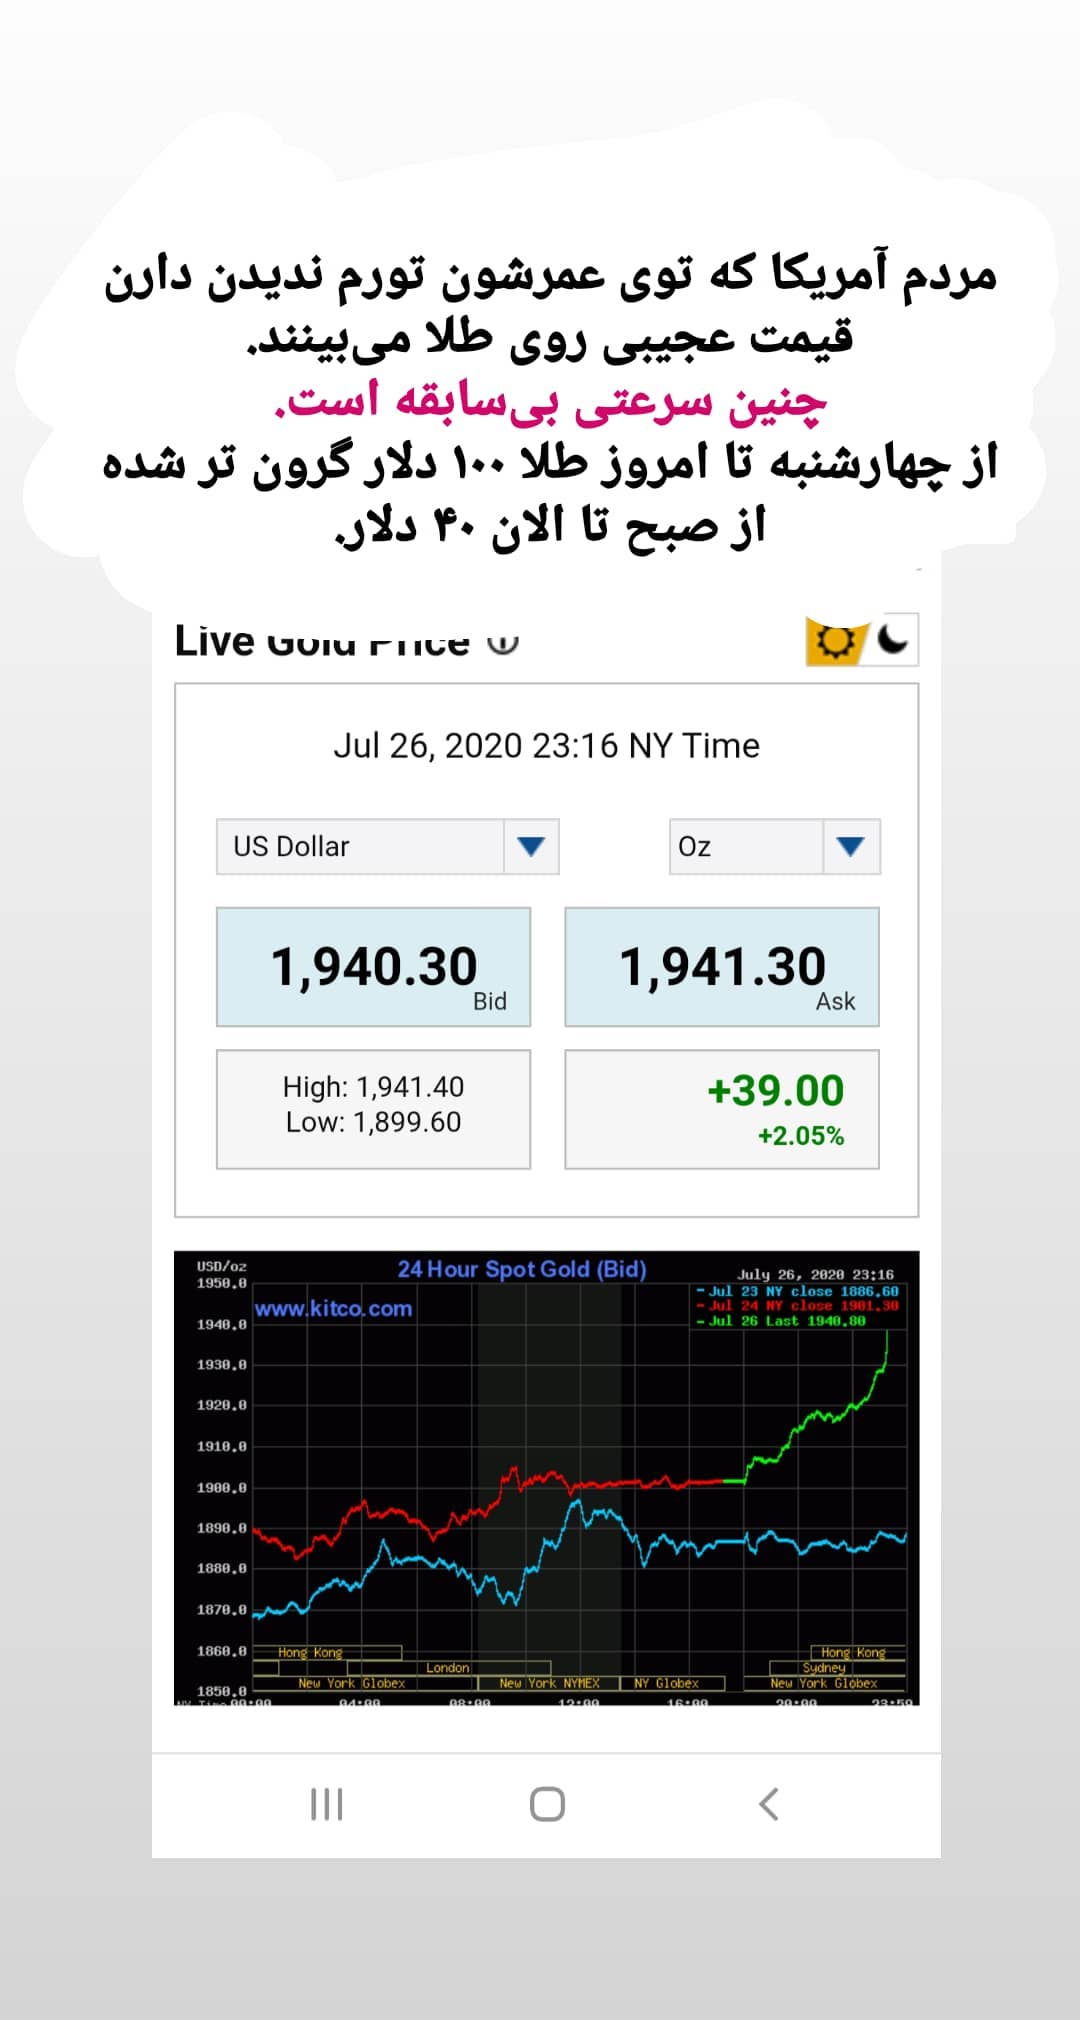 مردم آمریکا که توی عمرشون تورم ندیدن دارن
قیمت عجیبی روی طلا می‌بینند.
چنین سرعتی بی‌سابقه است.
از چهارشنبه تا امروز طلا ۱۰۰ دلار گرون تر شده
از صبح تا الان ۴۰ دلار.
Live Gold Price
Jul 26, 2020 23:16 NY Time
US Dollar
Oz
1,940.30
Bid
1,941.30
Ask
High: 1,941.40
Low: 1,899.60
+39.00
+2.05%
USD/oz
24 Hour Spot Gold (Bid)
July 26, 2020 23:16
www.kitco.com
Jul 23 NY close 1886.60
Jul 24 NY close 1901.30
Jul 26 Last 1940.80
1950.0
1940.0
1930.0
1920.0
1910.0
1900.0
1890.0
1880.0
1870.0
1860.0
1850.0
Hong Kong
London
New York Globex
New York NYMEX
NY Globex
Hong Kong
Sydney
New York Globex
NY Time 00:00 04:00 08:00 12:00 16:00 20:00 23:59